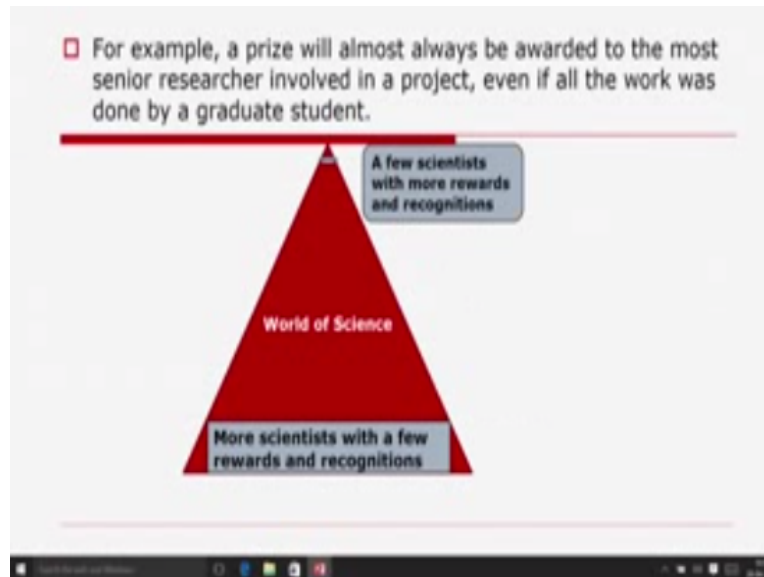 For example, a prize will almost always be awarded to the most
senior researcher involved in a project, even if all the work was
done by a graduate student.
A few scientists
with more rewards
and recognitions
World of Science
More scientists with a few
rewards and recognitions